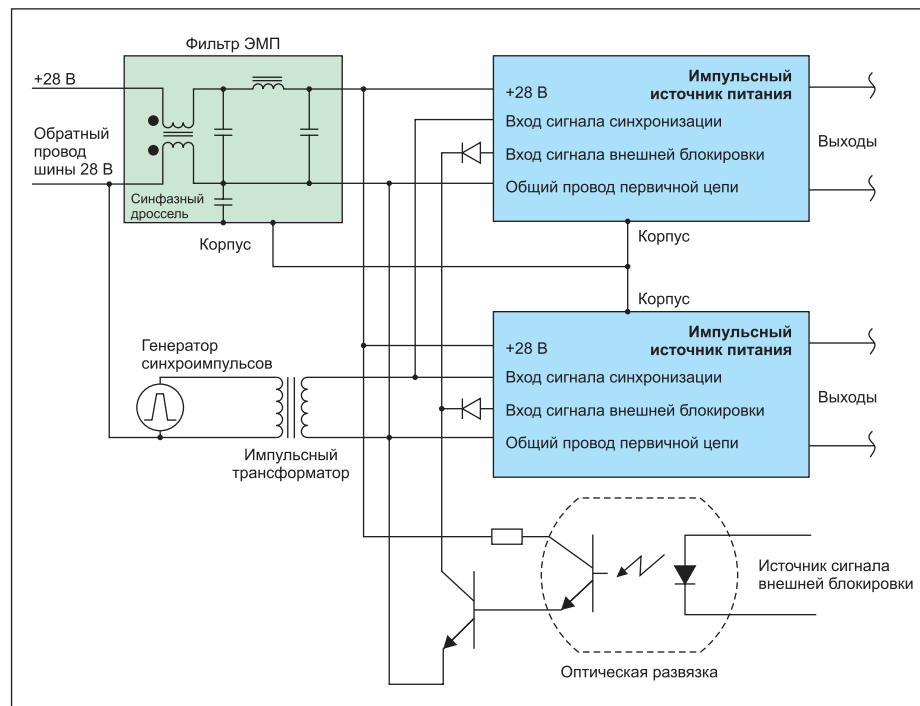 Фильтр ЭМП
+28 В
Обратный
провод
шины 28 В
Синфазный
дроссель
Корпус
Импульсный
источник питания
+28 В
Вход сигнала синхронизации
Вход сигнала внешней блокировки
Общий провод первичной цепи
Выходы
Корпус
Корпус
Импульсный
источник питания
+28 В
Вход сигнала синхронизации
Вход сигнала внешней блокировки
Общий провод первичной цепи
Выходы
Генератор
синхроимпульсов
Импульсный
трансформатор
Источник сигнала
внешней блокировки
Оптическая развязка